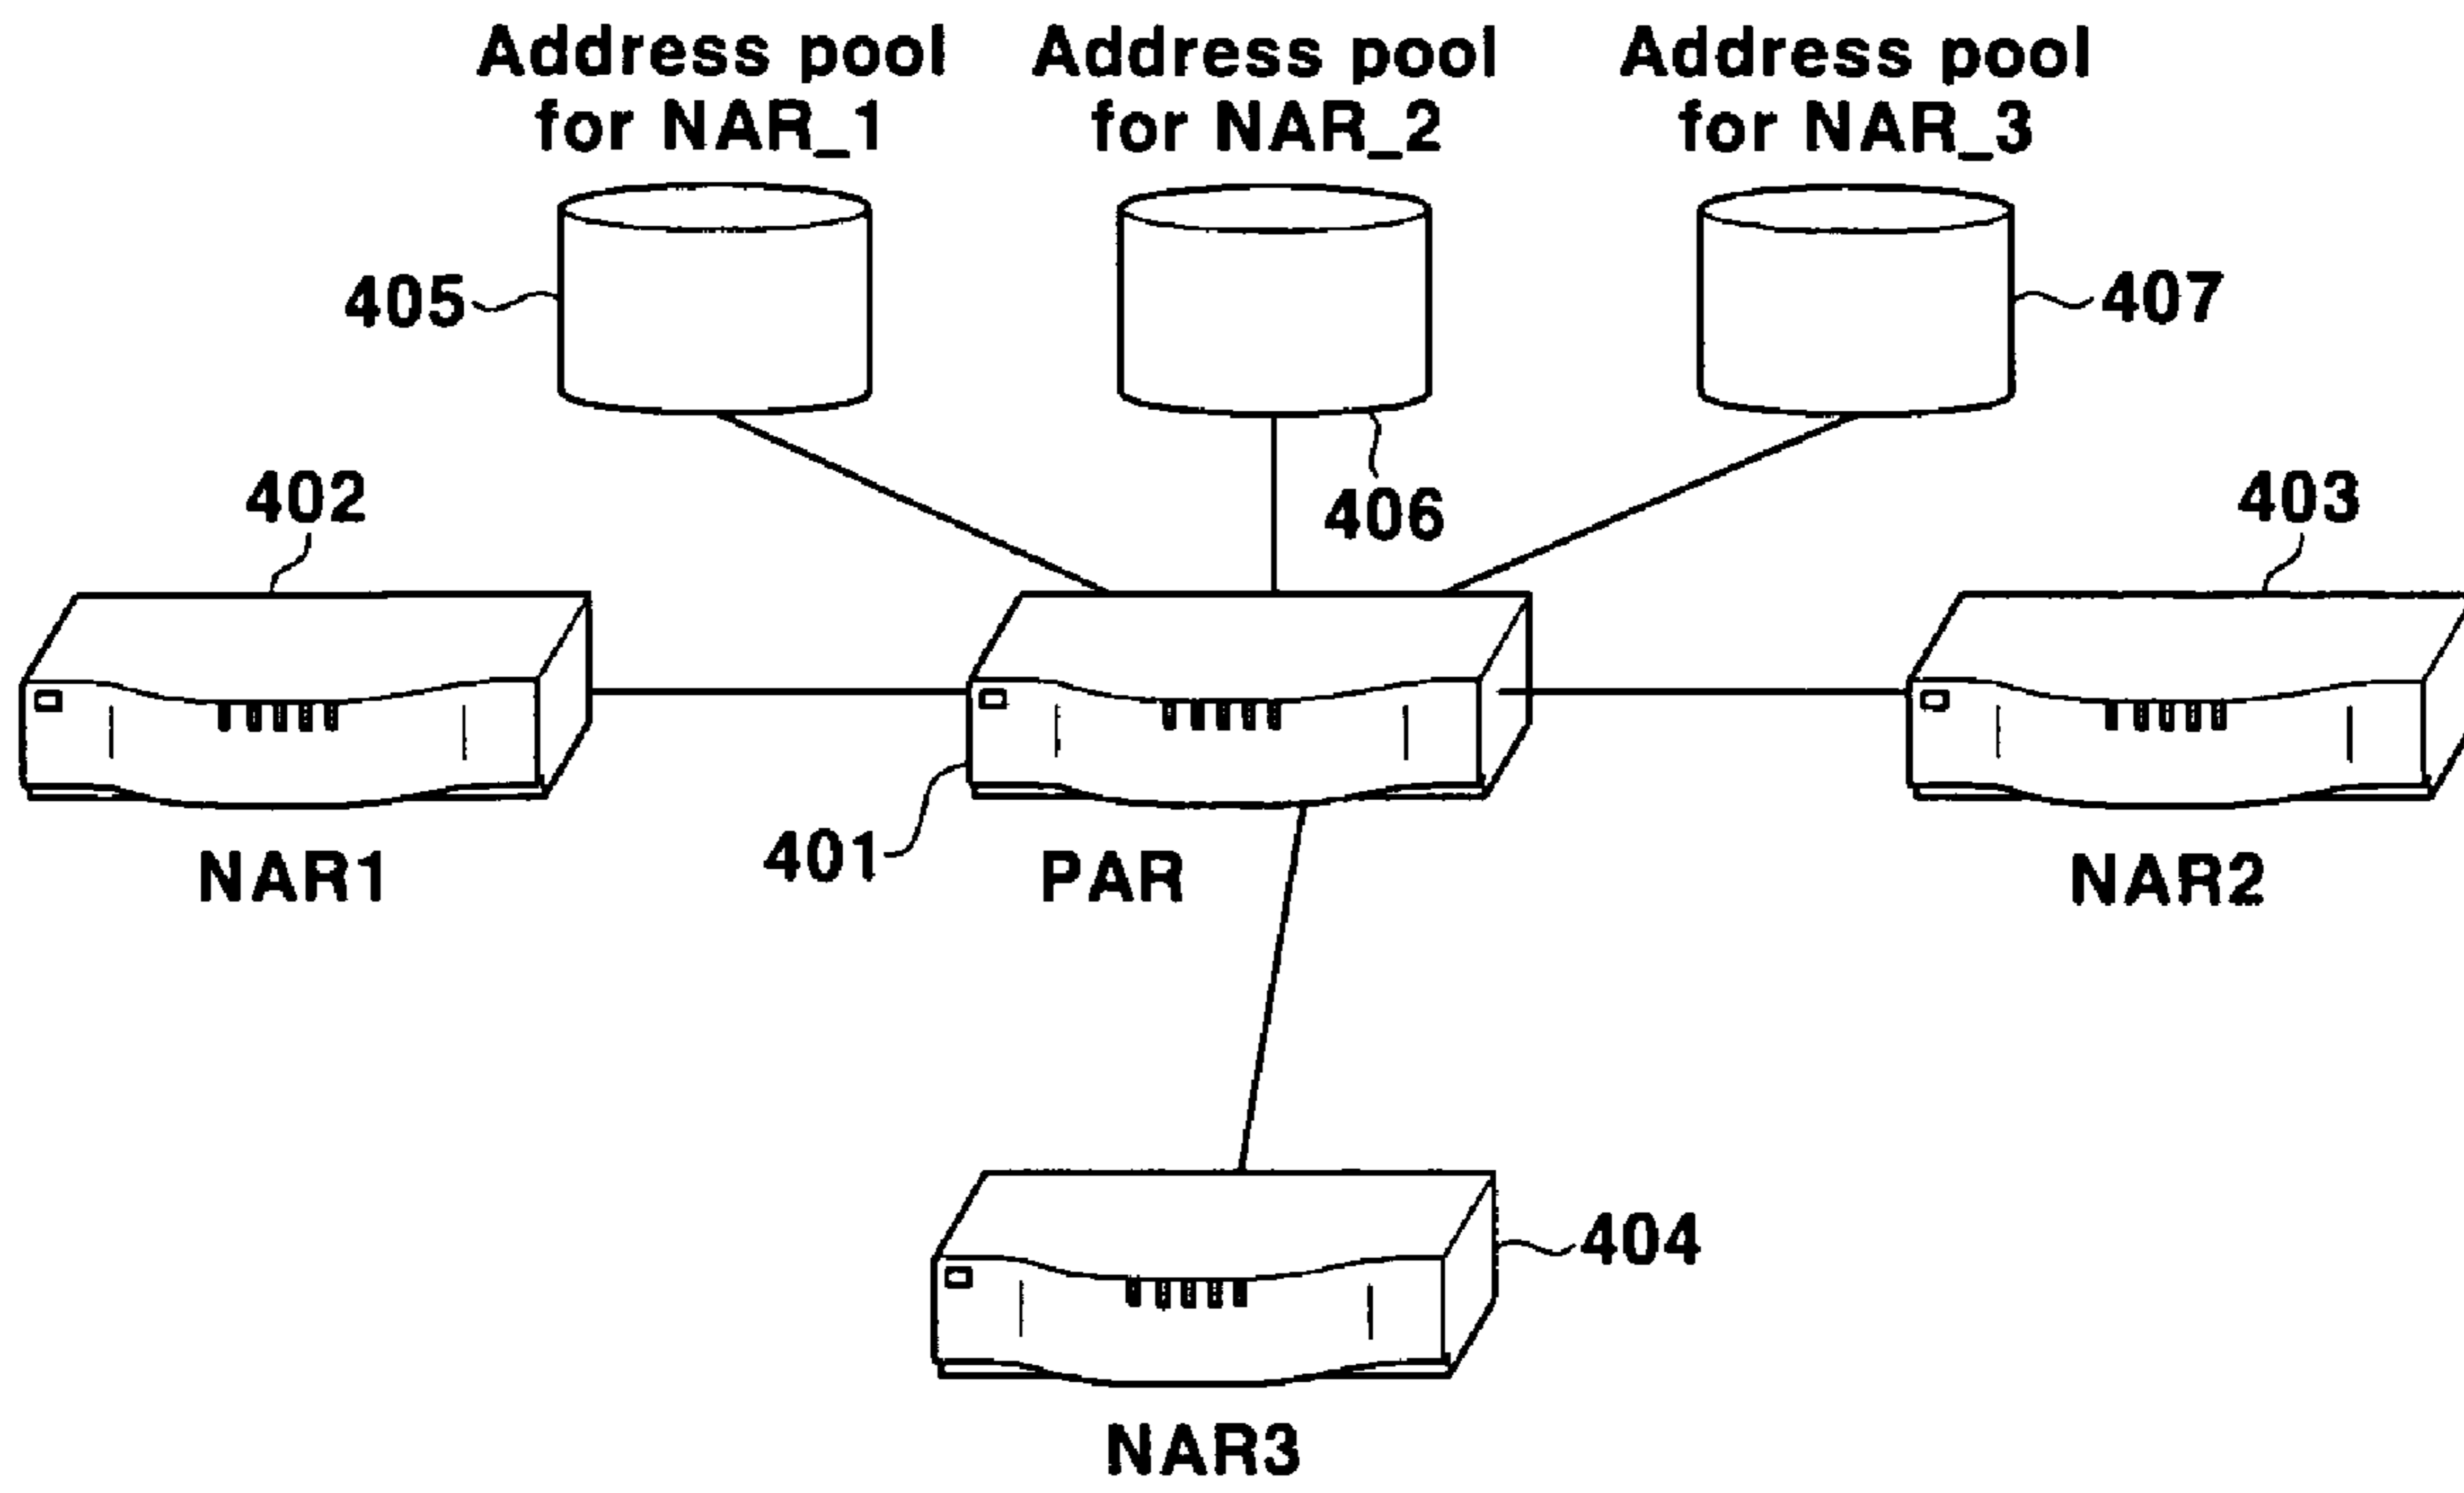 Address pool
for NAR_1
Address pool
for NAR_2
Address pool
for NAR_3
405
407
406
402
403
401
NAR1
PAR
NAR2
404
NAR3